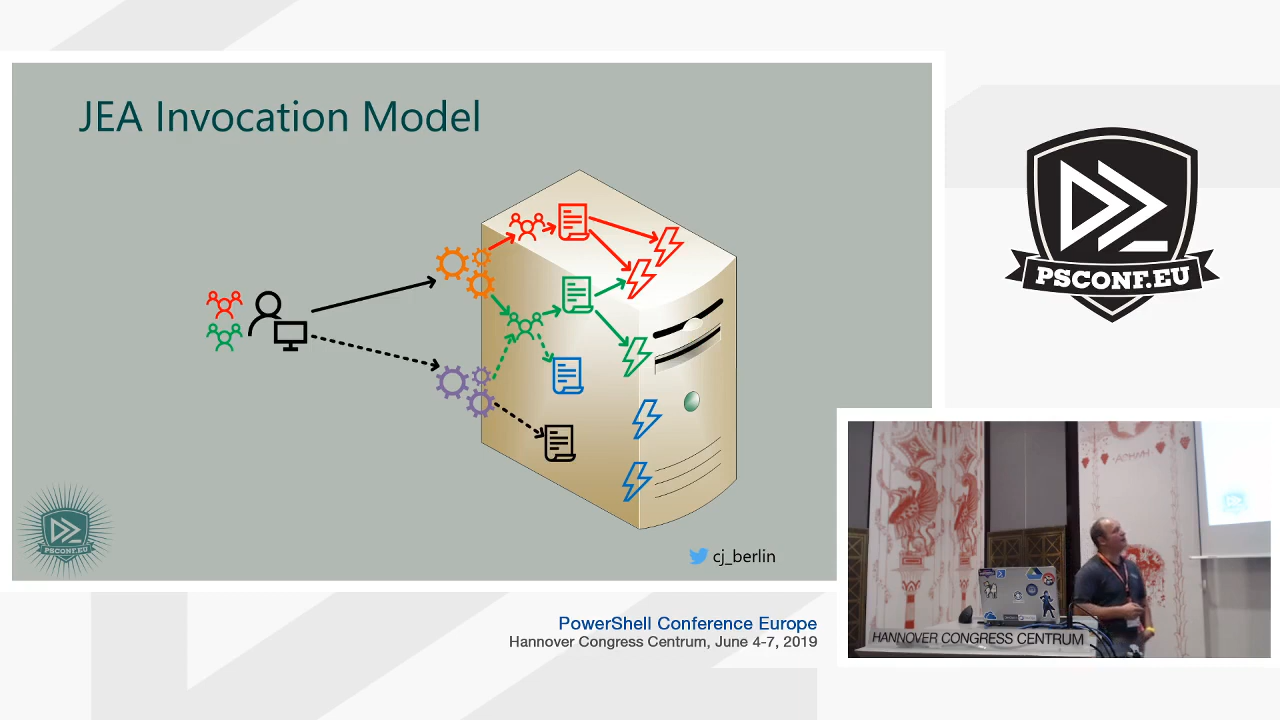 JEA Invocation Model
PSCONF.EU
PSCONF.EU
cj_berlin
PowerShell Conference Europe
Hannover Congress Centrum, June 4-7, 2019
HANNOVER CONGRESS CENTRUM